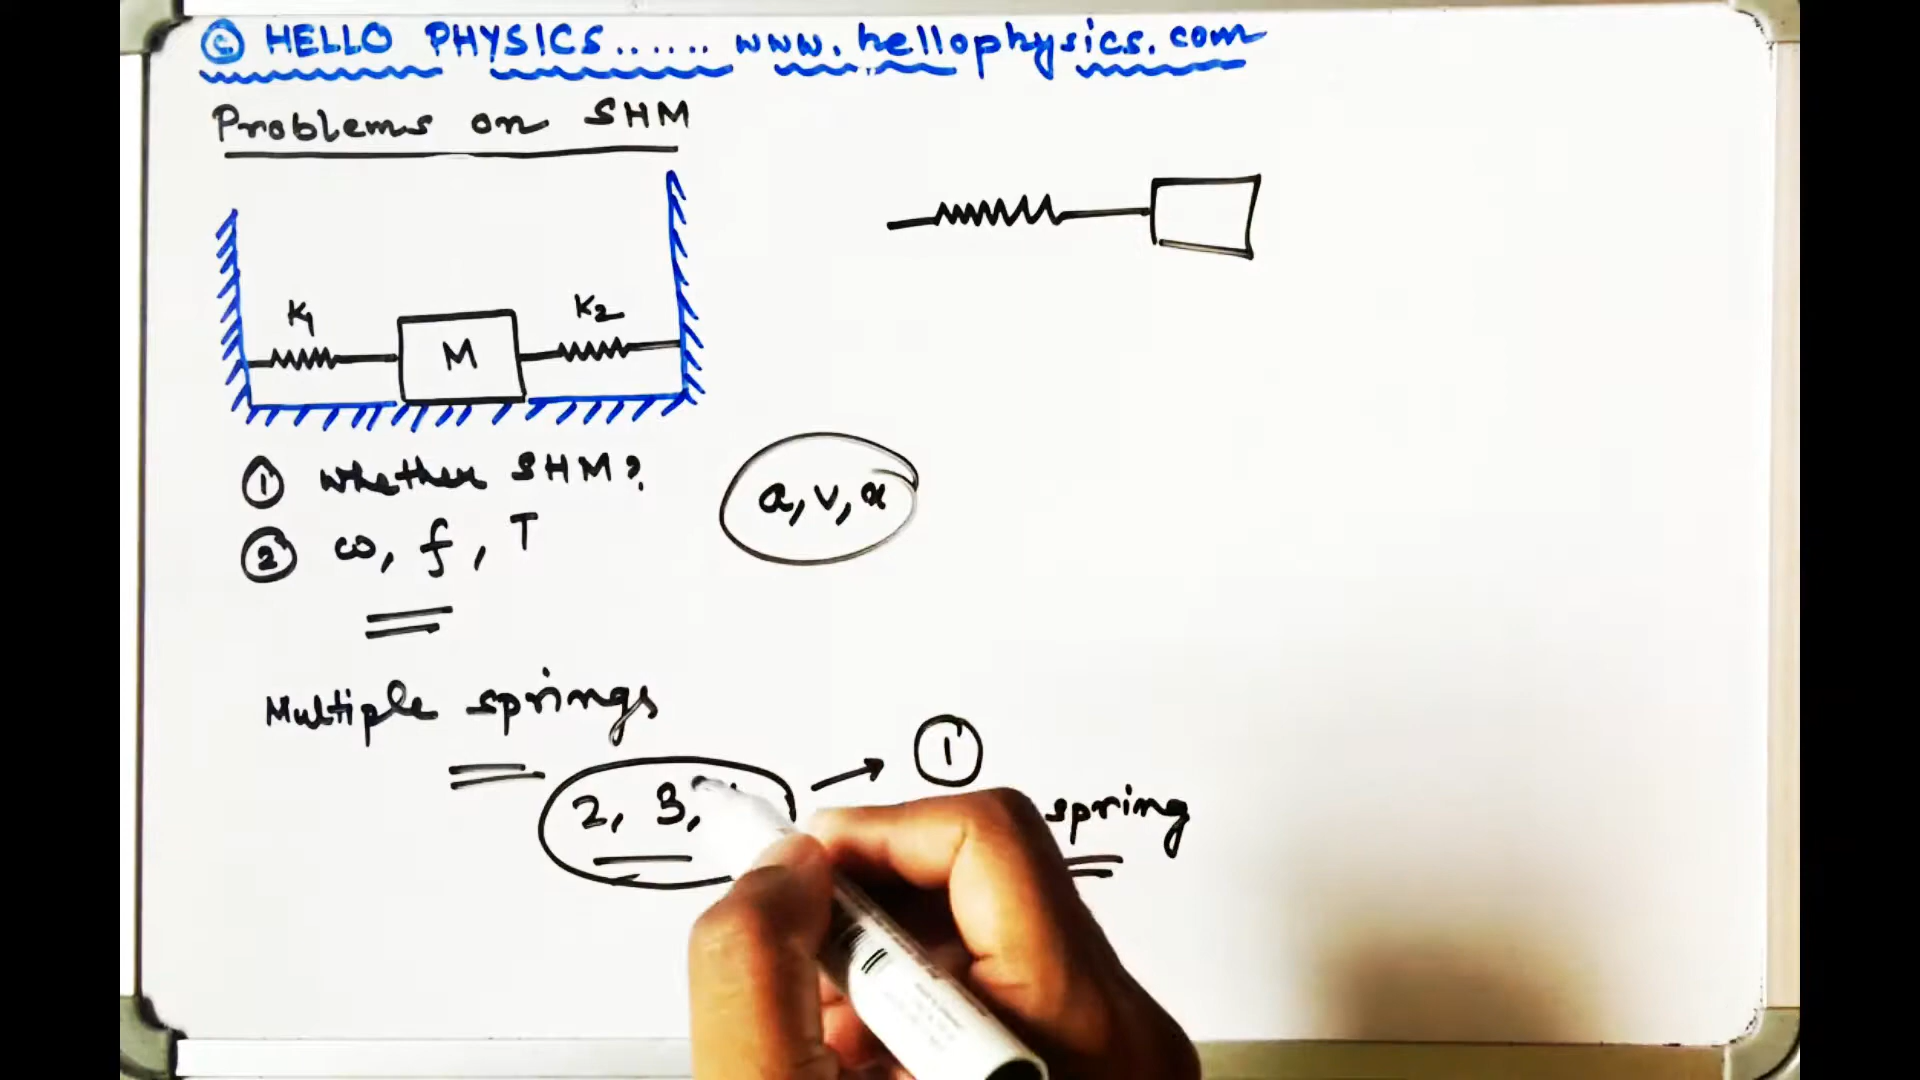 © HELLO PHYSICS...... www.hellophysics.com
Problems on SHM
K1
K2
M
① Whether SHM?
② ω, f, T
a, v, x
Multiple springs
2, 3,
①
spring